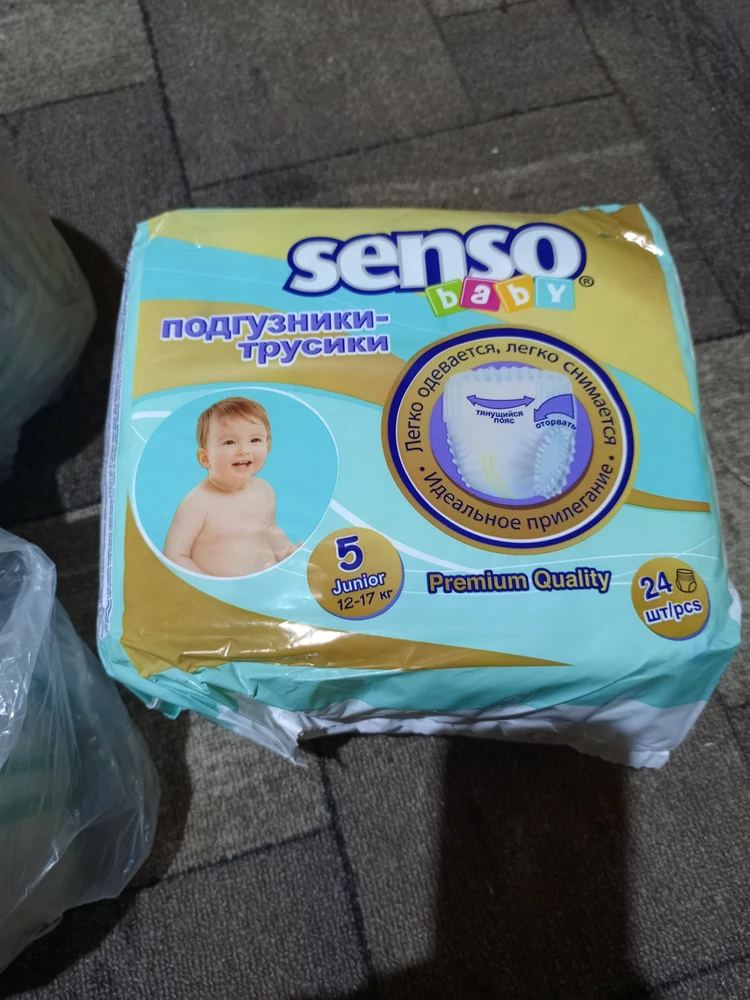 senso
baby®
подгузники-
трусики
Легко одевается, легко снимается
тянущийся
пояс
оторвать
• Идеальное прилегание •
5
Junior
12-17 кг
Premium Quality
24
шт/pcs